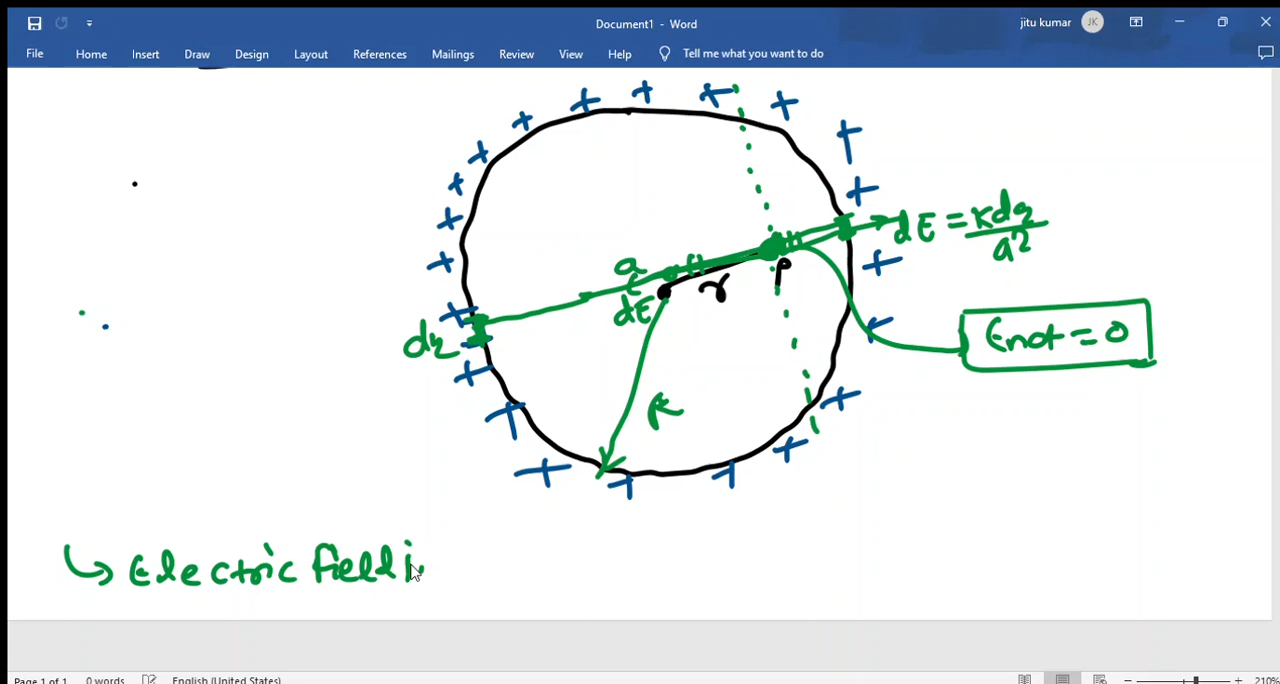 Document1 - Word
jitu kumar
JK
File Home Insert Draw Design Layout References Mailings Review View Help Tell me what you want to do
dE = Kdq/a²
a
dE
r
P
dq
R
Enet = 0
↳ Electric field i
Page 1 of 1 0 words English (United States) 210%